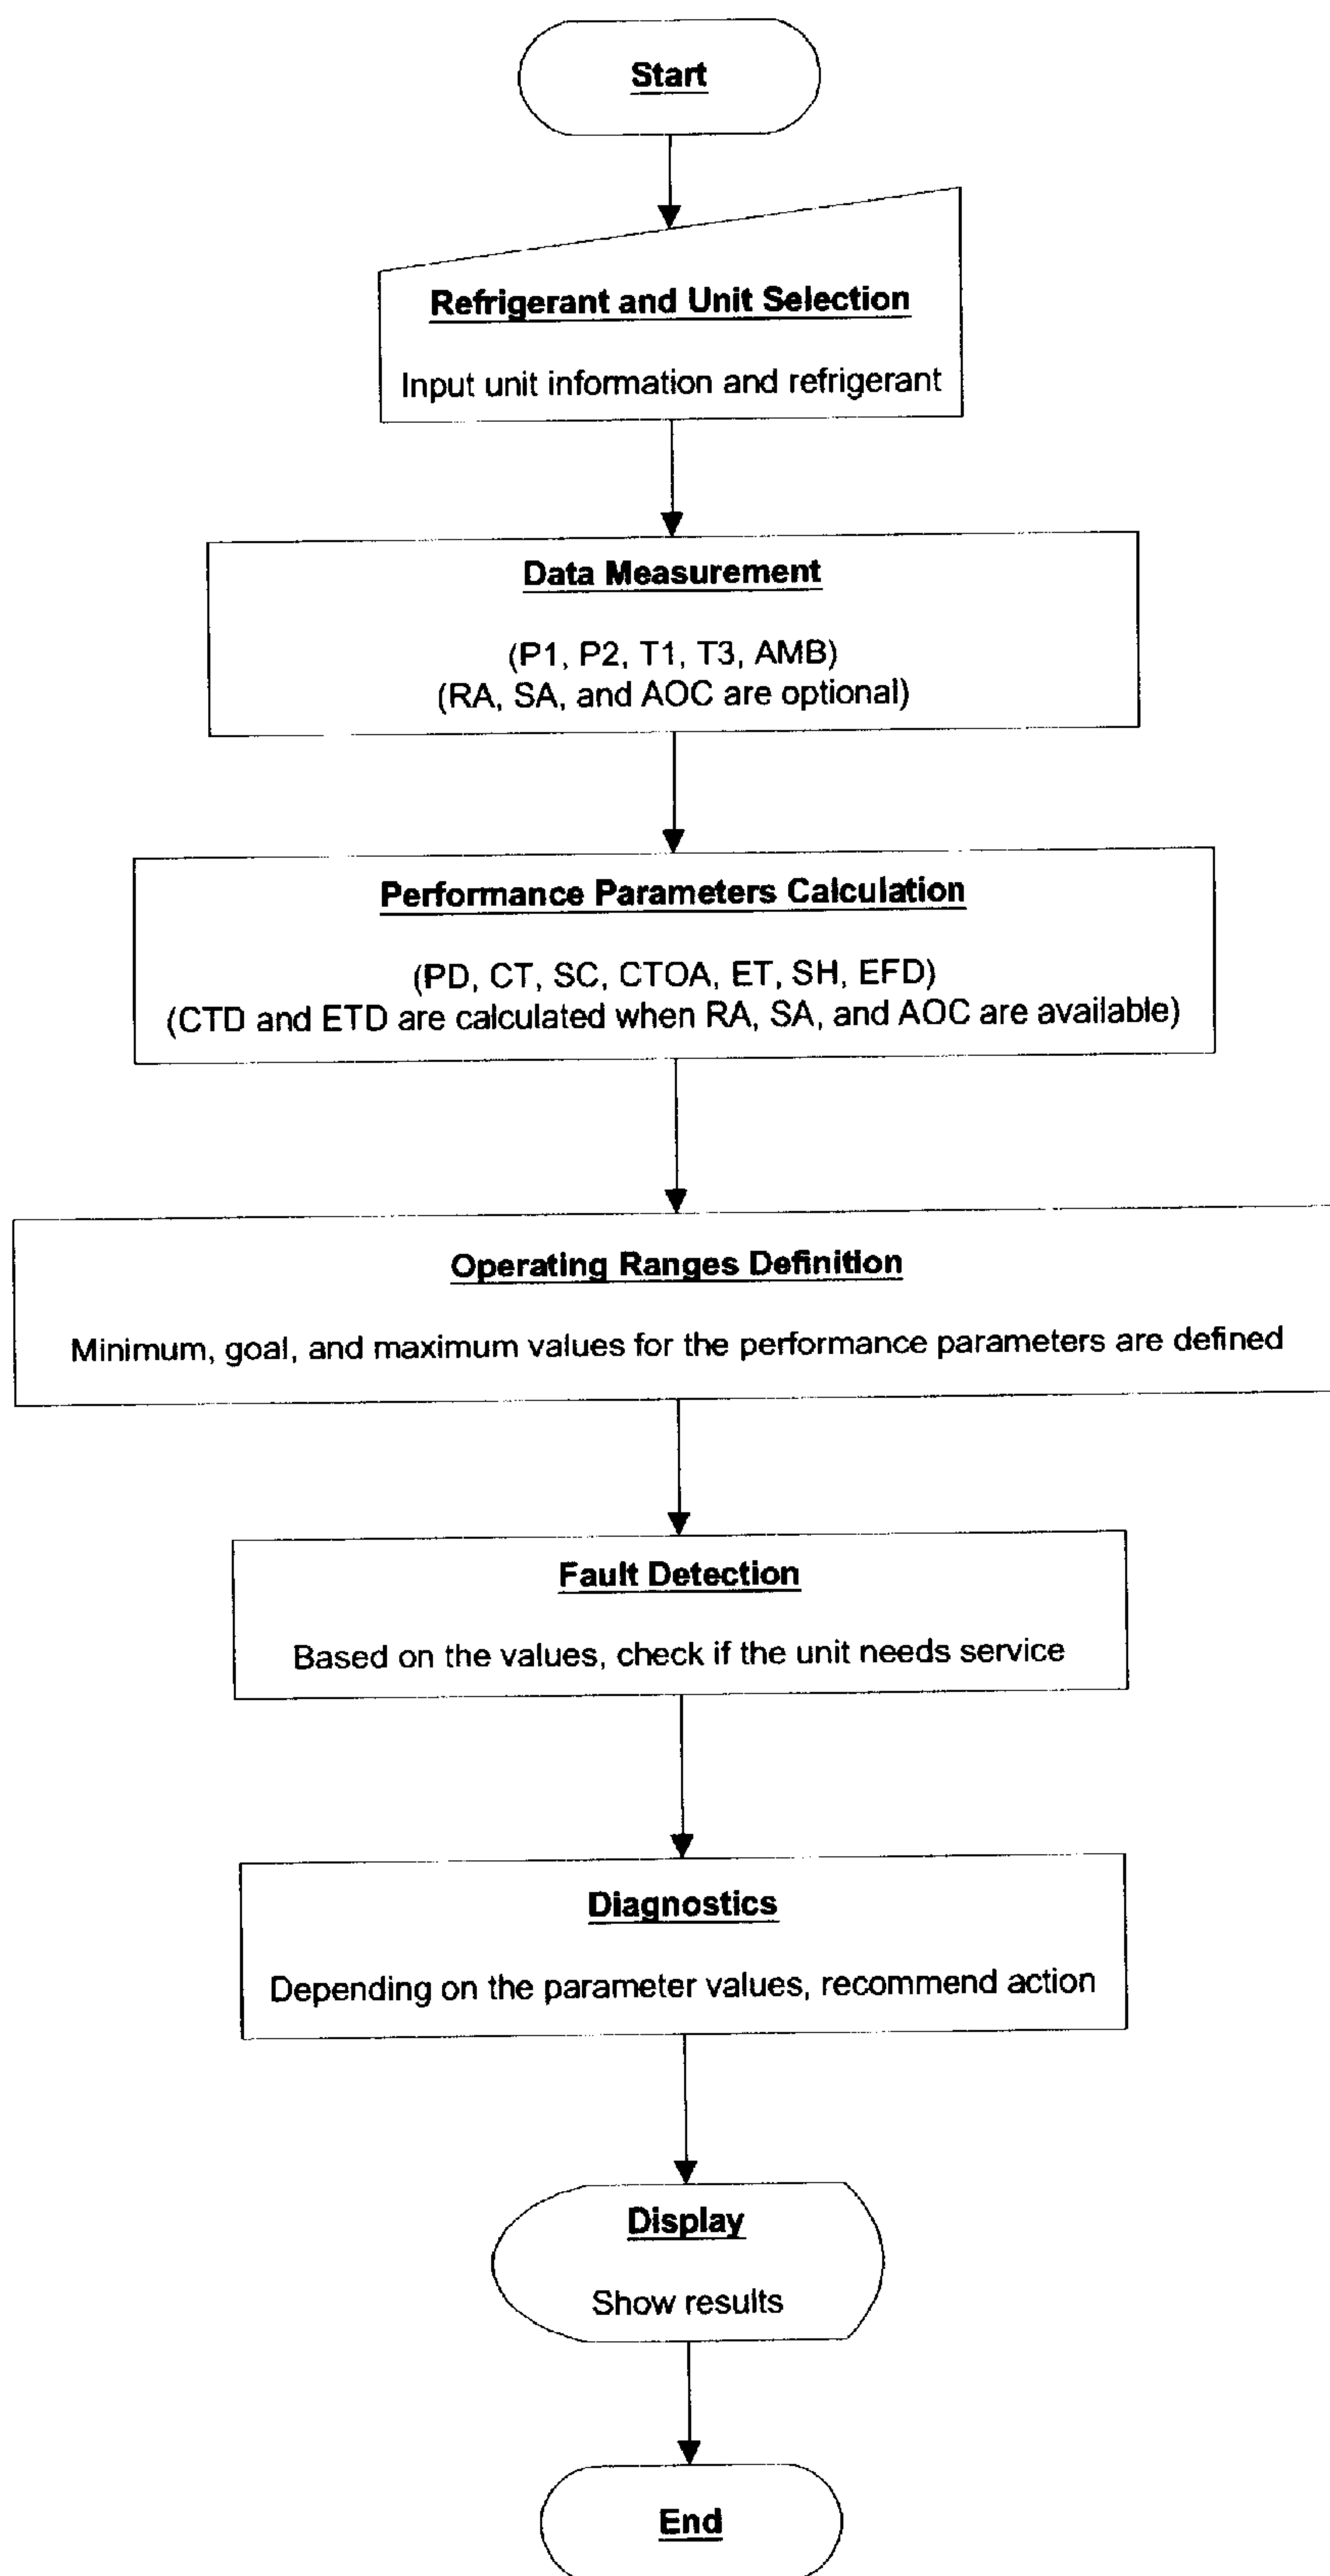 Start
Refrigerant and Unit Selection
Input unit information and refrigerant
Data Measurement
(P1, P2, T1, T3, AMB)
(RA, SA, and AOC are optional)
Performance Parameters Calculation
(PD, CT, SC, CTOA, ET, SH, EFD)
(CTD and ETD are calculated when RA, SA, and AOC are available)
Operating Ranges Definition
Minimum, goal, and maximum values for the performance parameters are defined
Fault Detection
Based on the values, check if the unit needs service
Diagnostics
Depending on the parameter values, recommend action
Display
Show results
End